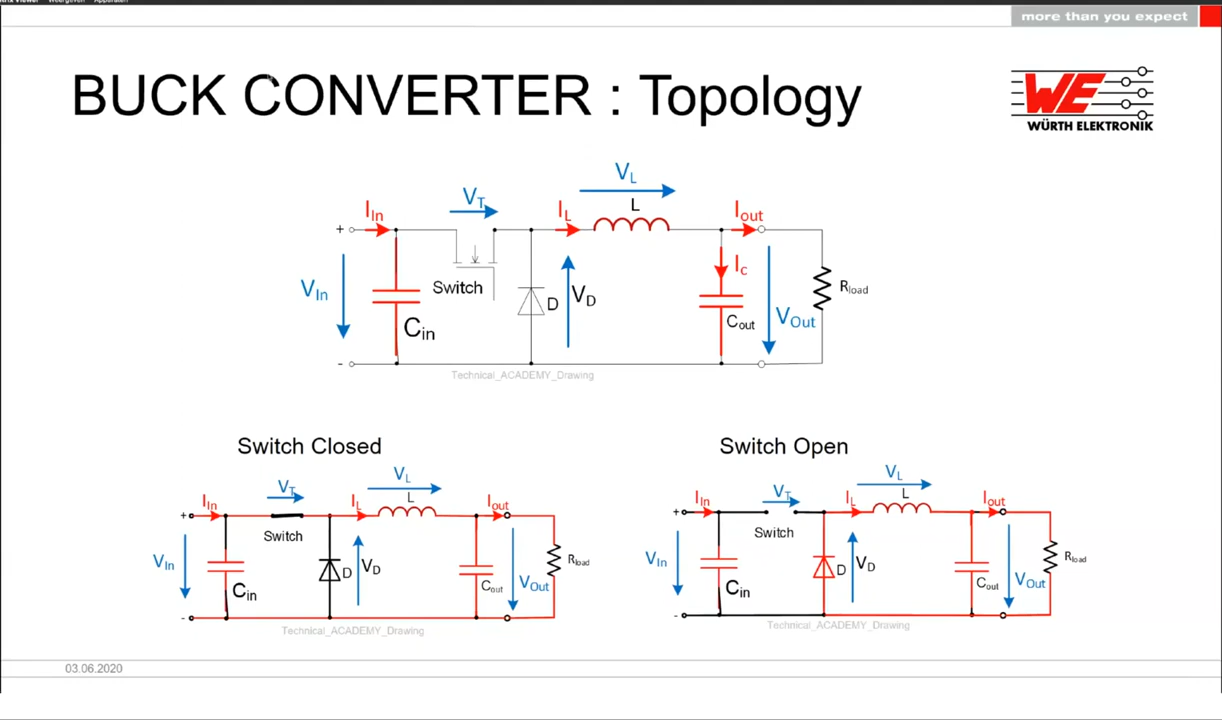 more than you expect
BUCK CONVERTER : Topology
WE
WÜRTH ELEKTRONIK
VL
VT
L
IIn
IL
Iout
+
Ic
VIn
Switch
D
VD
Rload
Cin
Cout
VOut
-
Technical_ACADEMY_Drawing
Switch Closed
VL
VT
L
IIn
IL
Iout
+
Switch
VIn
D
VD
Rload
Cin
Cout
VOut
-
Technical_ACADEMY_Drawing
Switch Open
VL
VT
L
IIn
IL
Iout
+
Switch
VIn
D
VD
Rload
Cin
Cout
VOut
-
Technical_ACADEMY_Drawing
03.06.2020